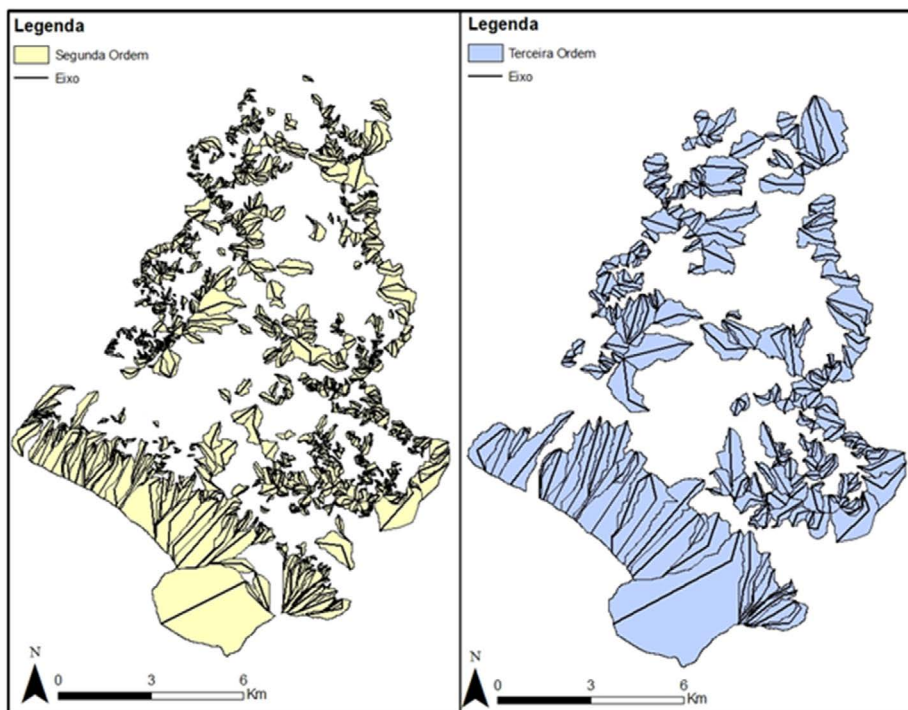 Legenda
Segunda Ordem
Eixo
N
0 3 6
Km
Legenda
Terceira Ordem
Eixo
N
0 3 6
Km